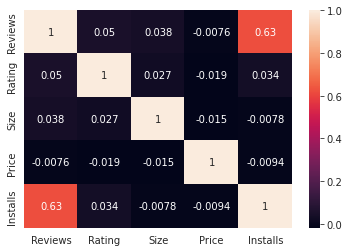 Reviews
Rating
Size
Price
Installs
1 0.05 0.038 -0.0076 0.63
0.05 1 0.027 -0.019 0.034
0.038 0.027 1 -0.015 -0.0078
-0.0076 -0.019 -0.015 1 -0.0094
0.63 0.034 -0.0078 -0.0094 1
Reviews Rating Size Price Installs
1.0
0.8
0.6
0.4
0.2
0.0